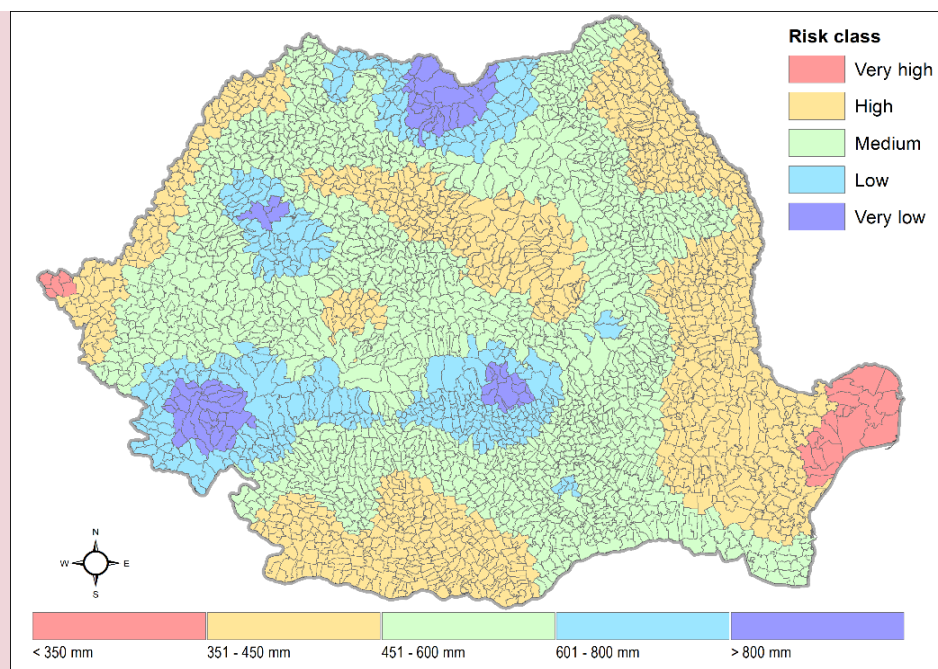 Risk class
Very high
High
Medium
Low
Very low
N
W E
S
< 350 mm 351 - 450 mm 451 - 600 mm 601 - 800 mm > 800 mm